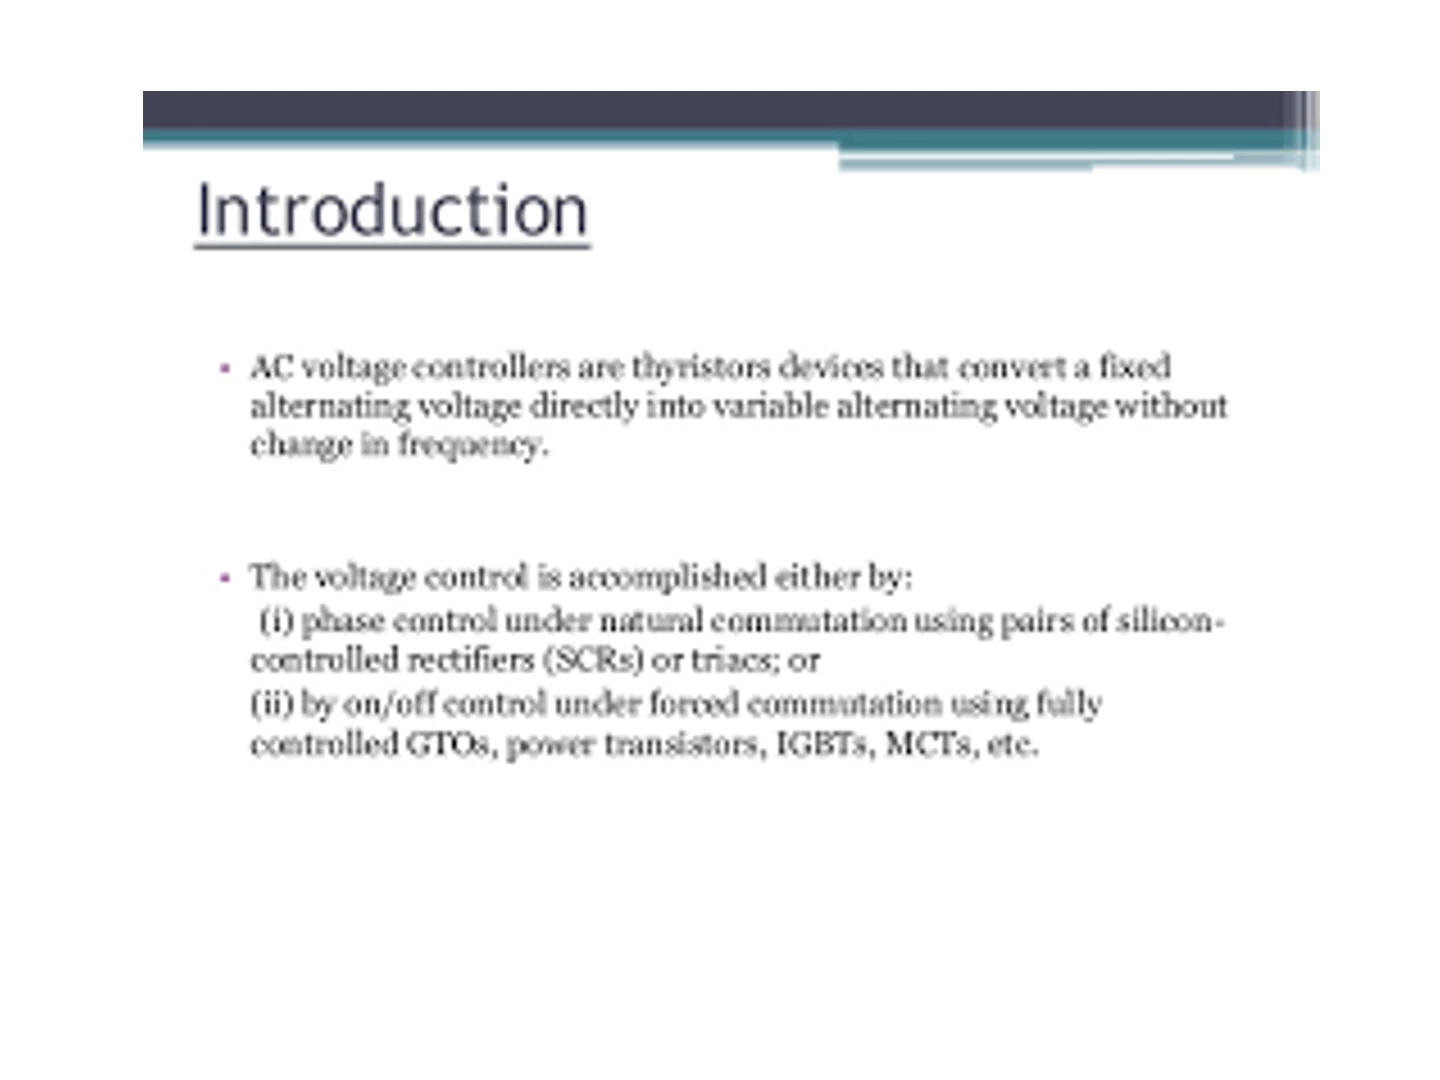 Introduction
▪ AC voltage controllers are thyristors devices that convert a fixed
alternating voltage directly into variable alternating voltage without
change in frequency.
▪ The voltage control is accomplished either by:
(i) phase control under natural commutation using pairs of silicon-
controlled rectifiers (SCRs) or triacs; or
(ii) by on/off control under forced commutation using fully
controlled GTOs, power transistors, IGBTs, MCTs, etc.